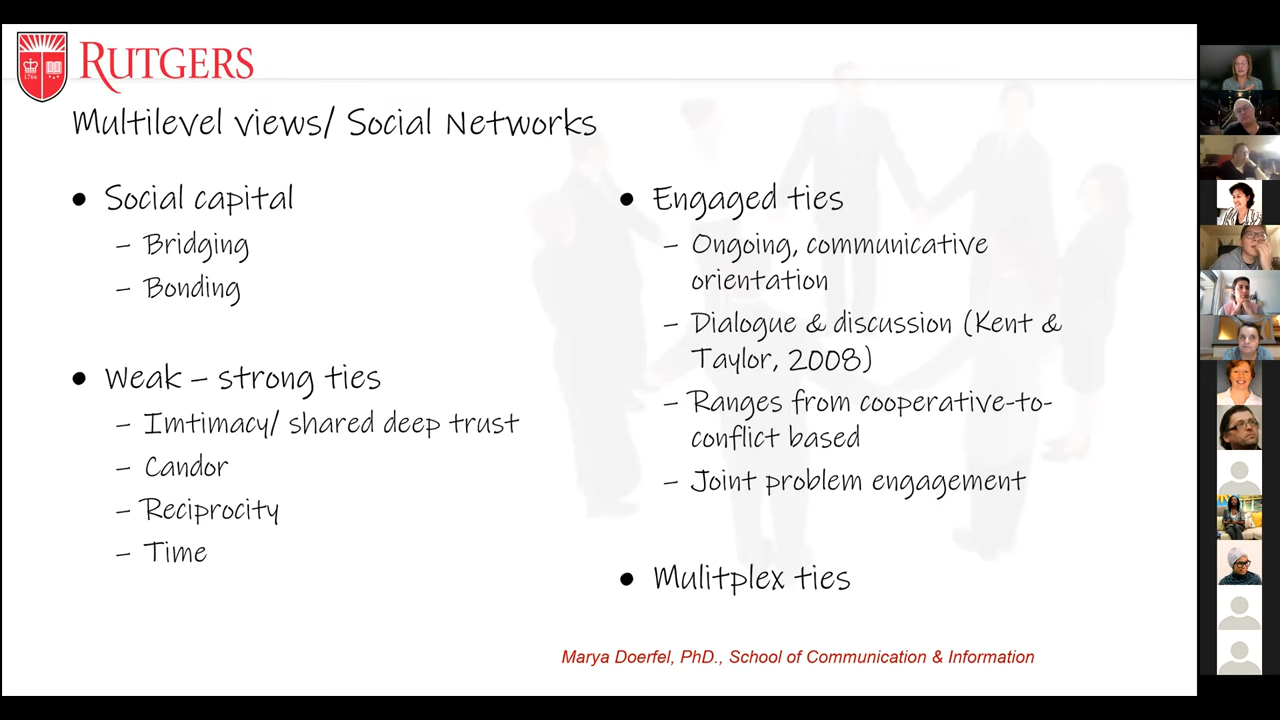 RUTGERS
1766
Multilevel views/ Social Networks
• Social capital
– Bridging
– Bonding
• Weak – strong ties
– Imtimacy/ shared deep trust
– Candor
– Reciprocity
– Time
• Engaged ties
– Ongoing, communicative
orientation
– Dialogue & discussion (Kent &
Taylor, 2008)
– Ranges from cooperative-to-
conflict based
– Joint problem engagement
• Mulitplex ties
Marya Doerfel, PhD., School of Communication & Information